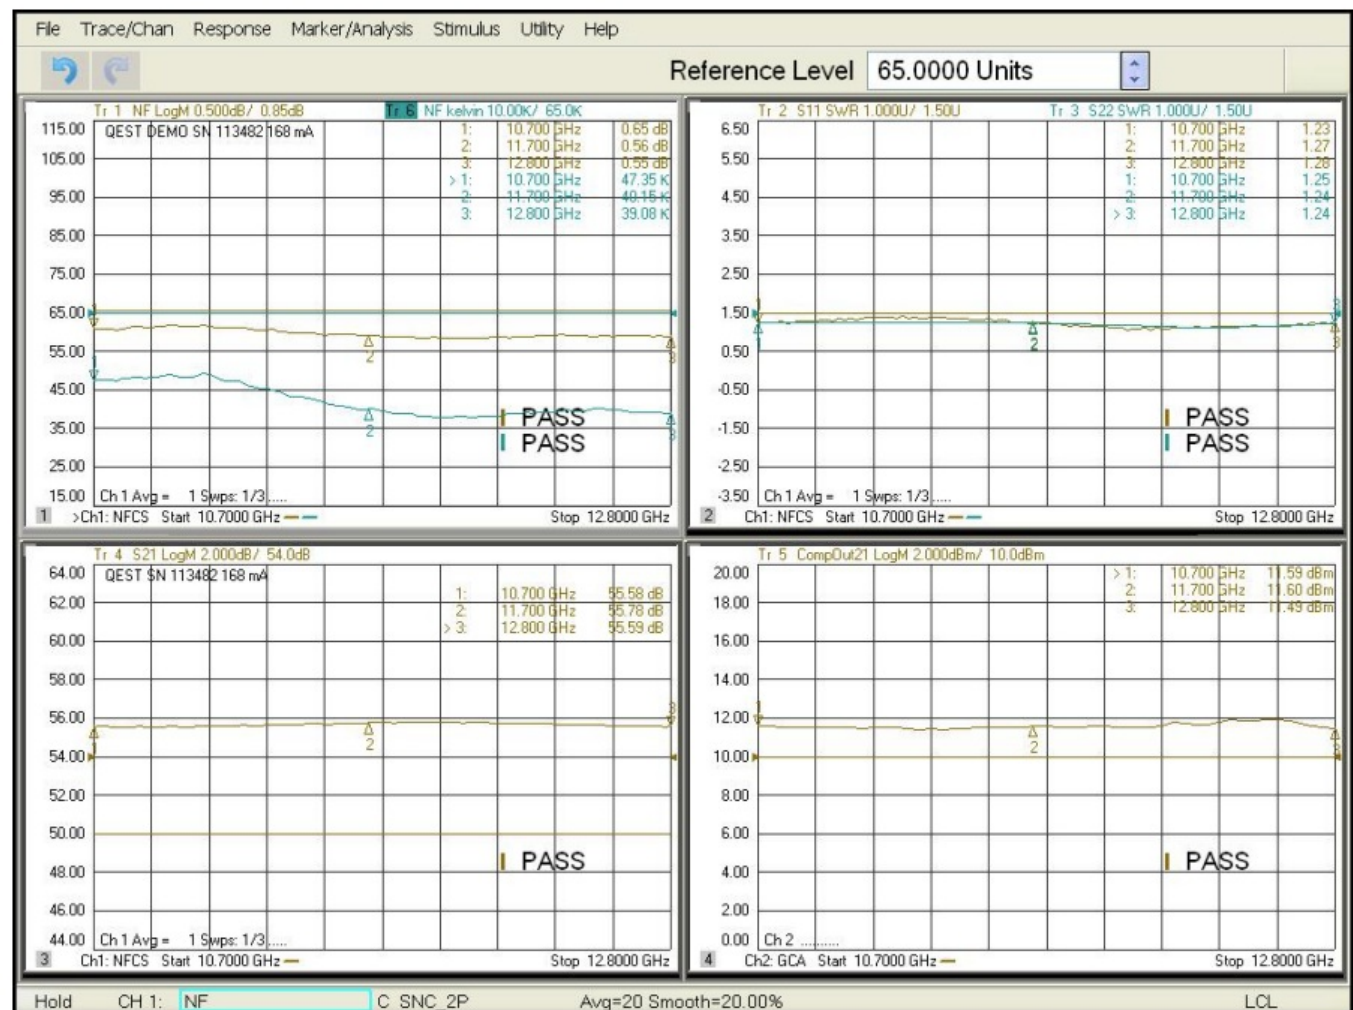 File Trace/Chan Response Marker/Analysis Stimulus Utility Help
Reference Level 65.0000 Units
Tr 1 NF LogM 0.500dB/ 0.85dB Tr 6 NF kelvin 10.00K/ 65.0K
QEST DEMO SN 113482 168 mA
1: 10.700 GHz 0.65 dB
2: 11.700 GHz 0.56 dB
3: 12.800 GHz 0.55 dB
> 1: 10.700 GHz 47.35 K
2: 11.700 GHz 40.15 K
3: 12.800 GHz 39.08 K
115.00
105.00
95.00
85.00
75.00
65.00
55.00
45.00
35.00
25.00
15.00
1
1
2
2
3
3
PASS
PASS
Ch 1 Avg = 1 Swps: 1/3.....
1 >Ch1: NFCS Start 10.7000 GHz Stop 12.8000 GHz
Tr 2 S11 SWR 1.000U/ 1.50U Tr 3 S22 SWR 1.000U/ 1.50U
1: 10.700 GHz 1.23
2: 11.700 GHz 1.27
3: 12.800 GHz 1.28
1: 10.700 GHz 1.25
2: 11.700 GHz 1.24
> 3: 12.800 GHz 1.24
6.50
5.50
4.50
3.50
2.50
1.50
0.50
-0.50
-1.50
-2.50
-3.50
1
1
2
3
3
PASS
PASS
Ch 1 Avg = 1 Swps: 1/3.....
2 Ch1: NFCS Start 10.7000 GHz Stop 12.8000 GHz
Tr 4 S21 LogM 2.000dB/ 54.0dB
QEST SN 113482 168 mA
1: 10.700 GHz 55.58 dB
2: 11.700 GHz 55.78 dB
> 3: 12.800 GHz 55.59 dB
64.00
62.00
60.00
58.00
56.00
54.00
52.00
50.00
48.00
46.00
44.00
1
2
3
PASS
Ch 1 Avg = 1 Swps: 1/3.....
3 Ch1: NFCS Start 10.7000 GHz Stop 12.8000 GHz
Tr 5 CompOut21 LogM 2.000dBm/ 10.0dBm
> 1: 10.700 GHz 11.59 dBm
2: 11.700 GHz 11.60 dBm
3: 12.800 GHz 11.49 dBm
20.00
18.00
16.00
14.00
12.00
10.00
8.00
6.00
4.00
2.00
0.00
1
2
3
PASS
Ch 2 ..........
4 Ch2: GCA Start 10.7000 GHz Stop 12.8000 GHz
Hold CH 1: NF C SNC_2P Avg=20 Smooth=20.00% LCL